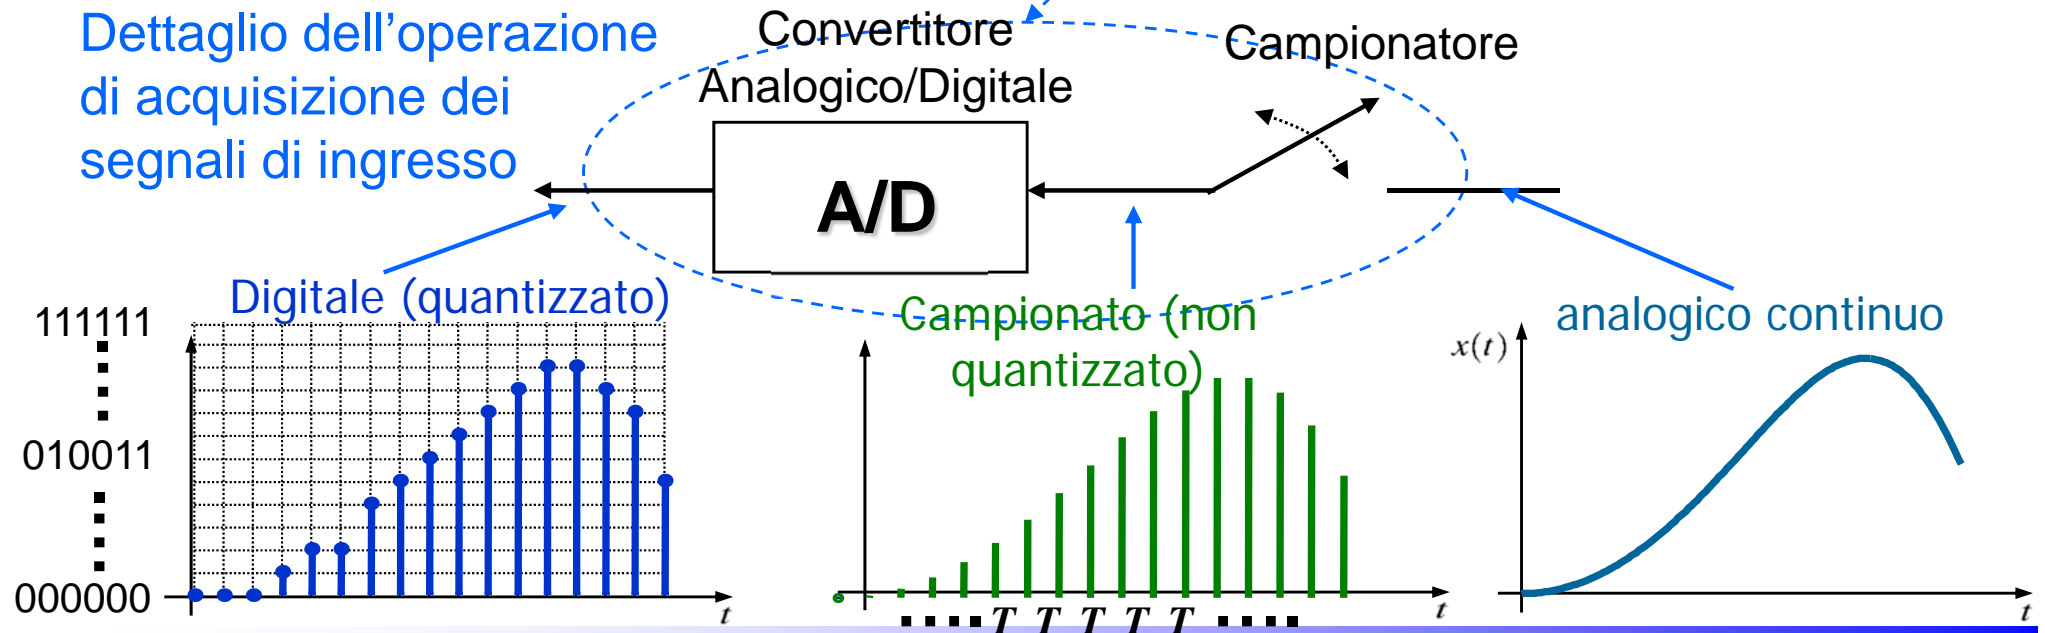 Dettaglio dell'operazione
di acquisizione dei
segnali di ingresso
Convertitore
Analogico/Digitale
Campionatore
A/D
Digitale (quantizzato)
Campionato (non
quantizzato)
analogico continuo
111111
010011
000000
t
T T T T T
t
x(t)
t